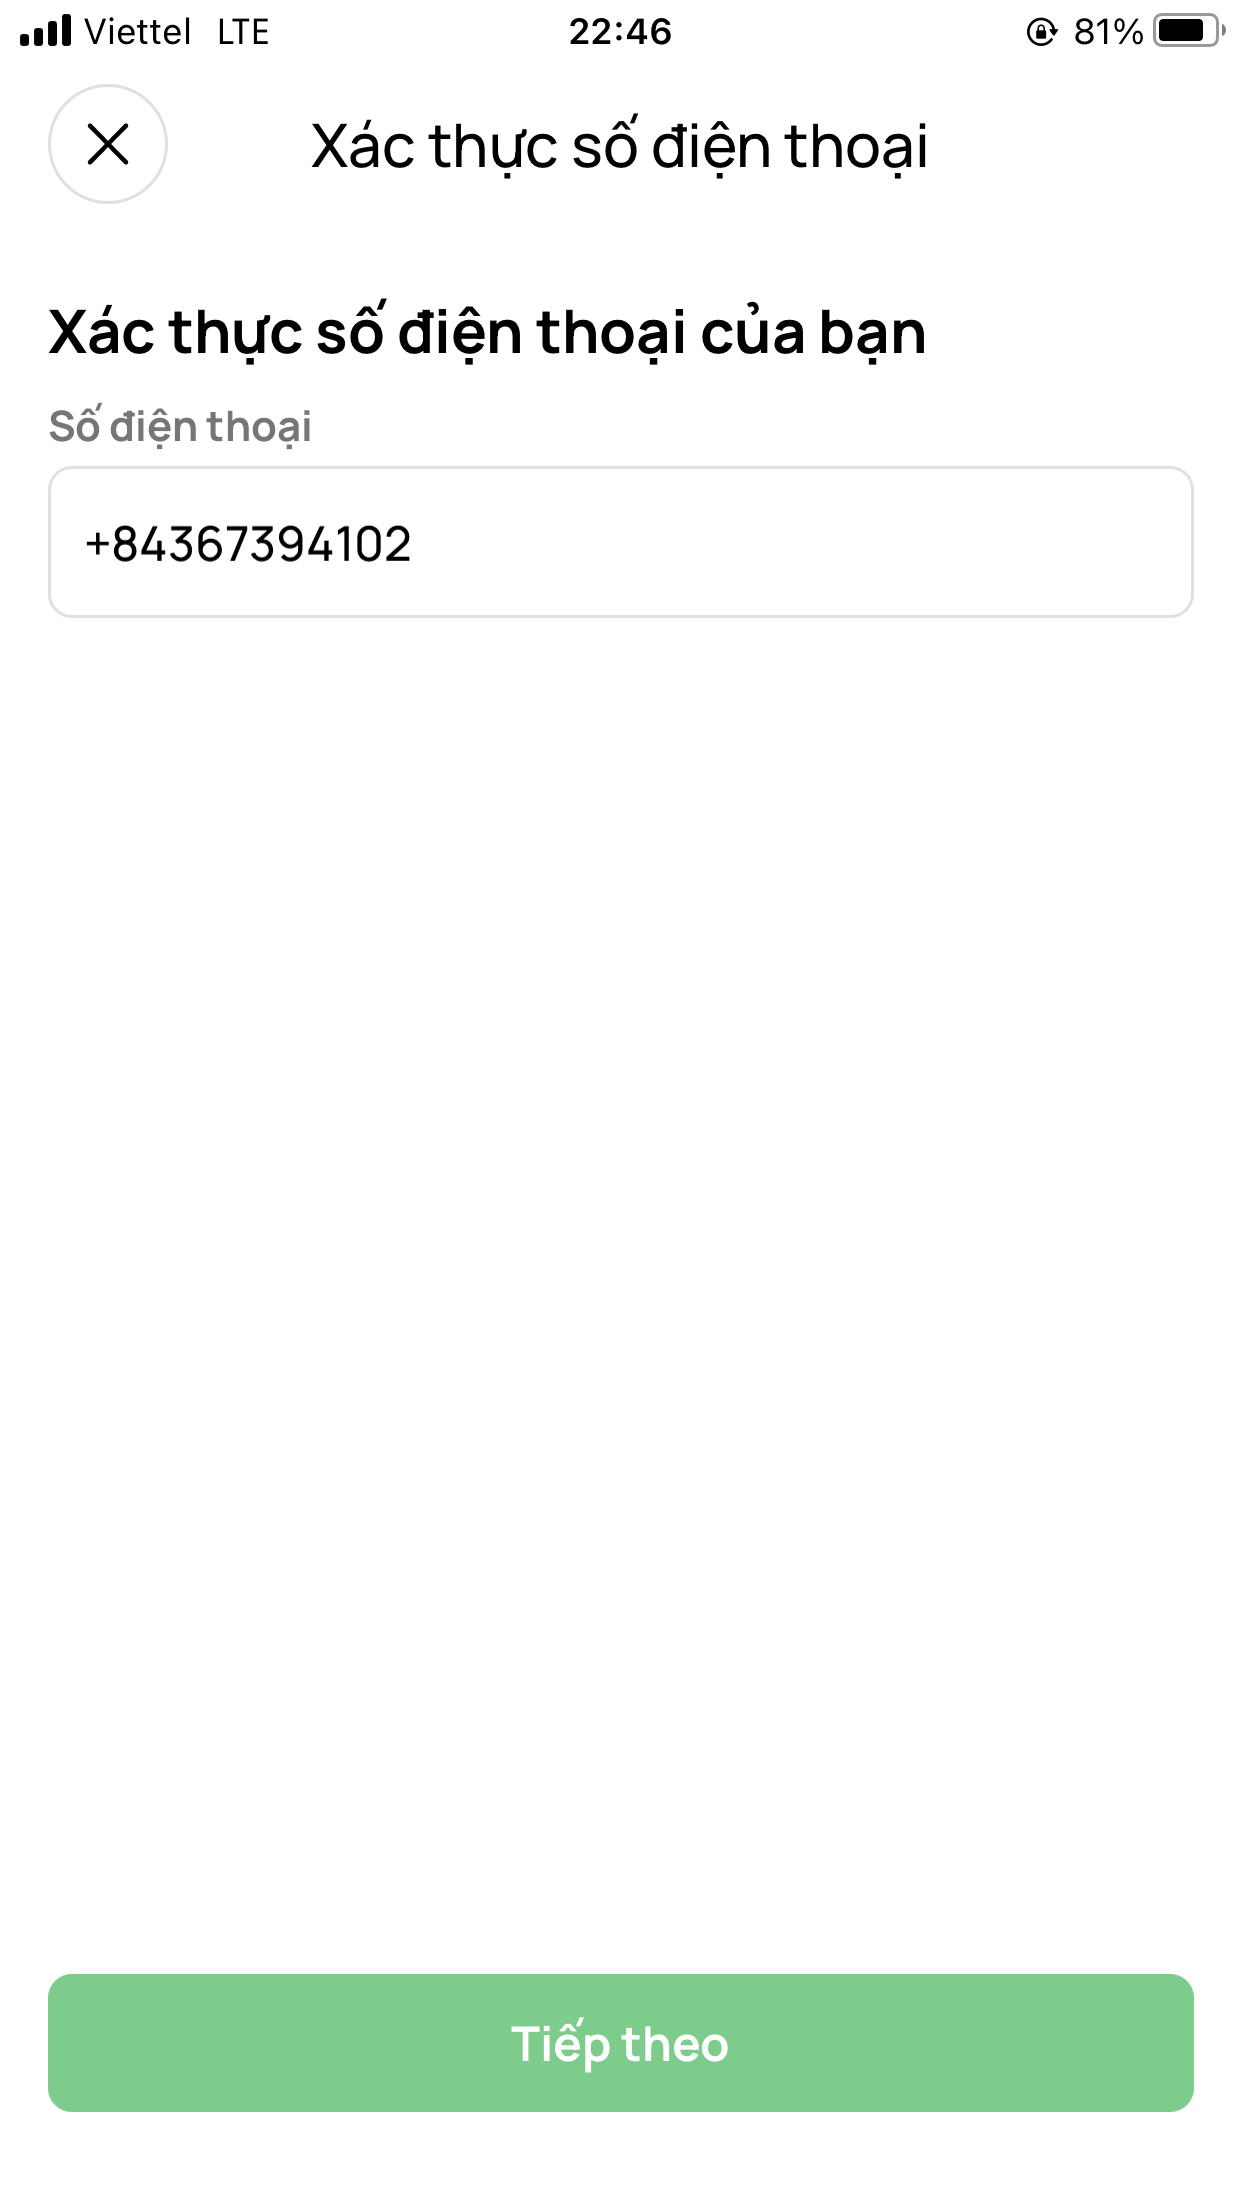 Viettel LTE 22:46 81%
Xác thực số điện thoại
Xác thực số điện thoại của bạn
Số điện thoại
+84367394102
Tiếp theo